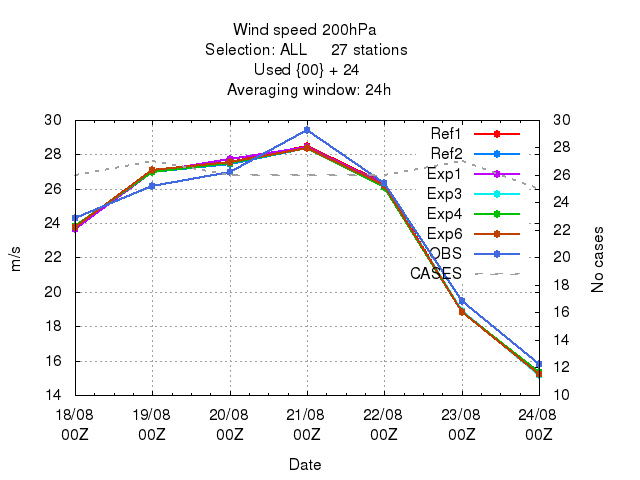 Wind speed 200hPa
Selection: ALL 27 stations
Used {00} + 24
Averaging window: 24h
30
28
26
24
22
20
18
16
14
m/s
30
28
26
24
22
20
18
16
14
12
10
No cases
Ref1
Ref2
Exp1
Exp3
Exp4
Exp6
OBS
CASES
18/08 19/08 20/08 21/08 22/08 23/08 24/08
00Z 00Z 00Z 00Z 00Z 00Z 00Z
Date